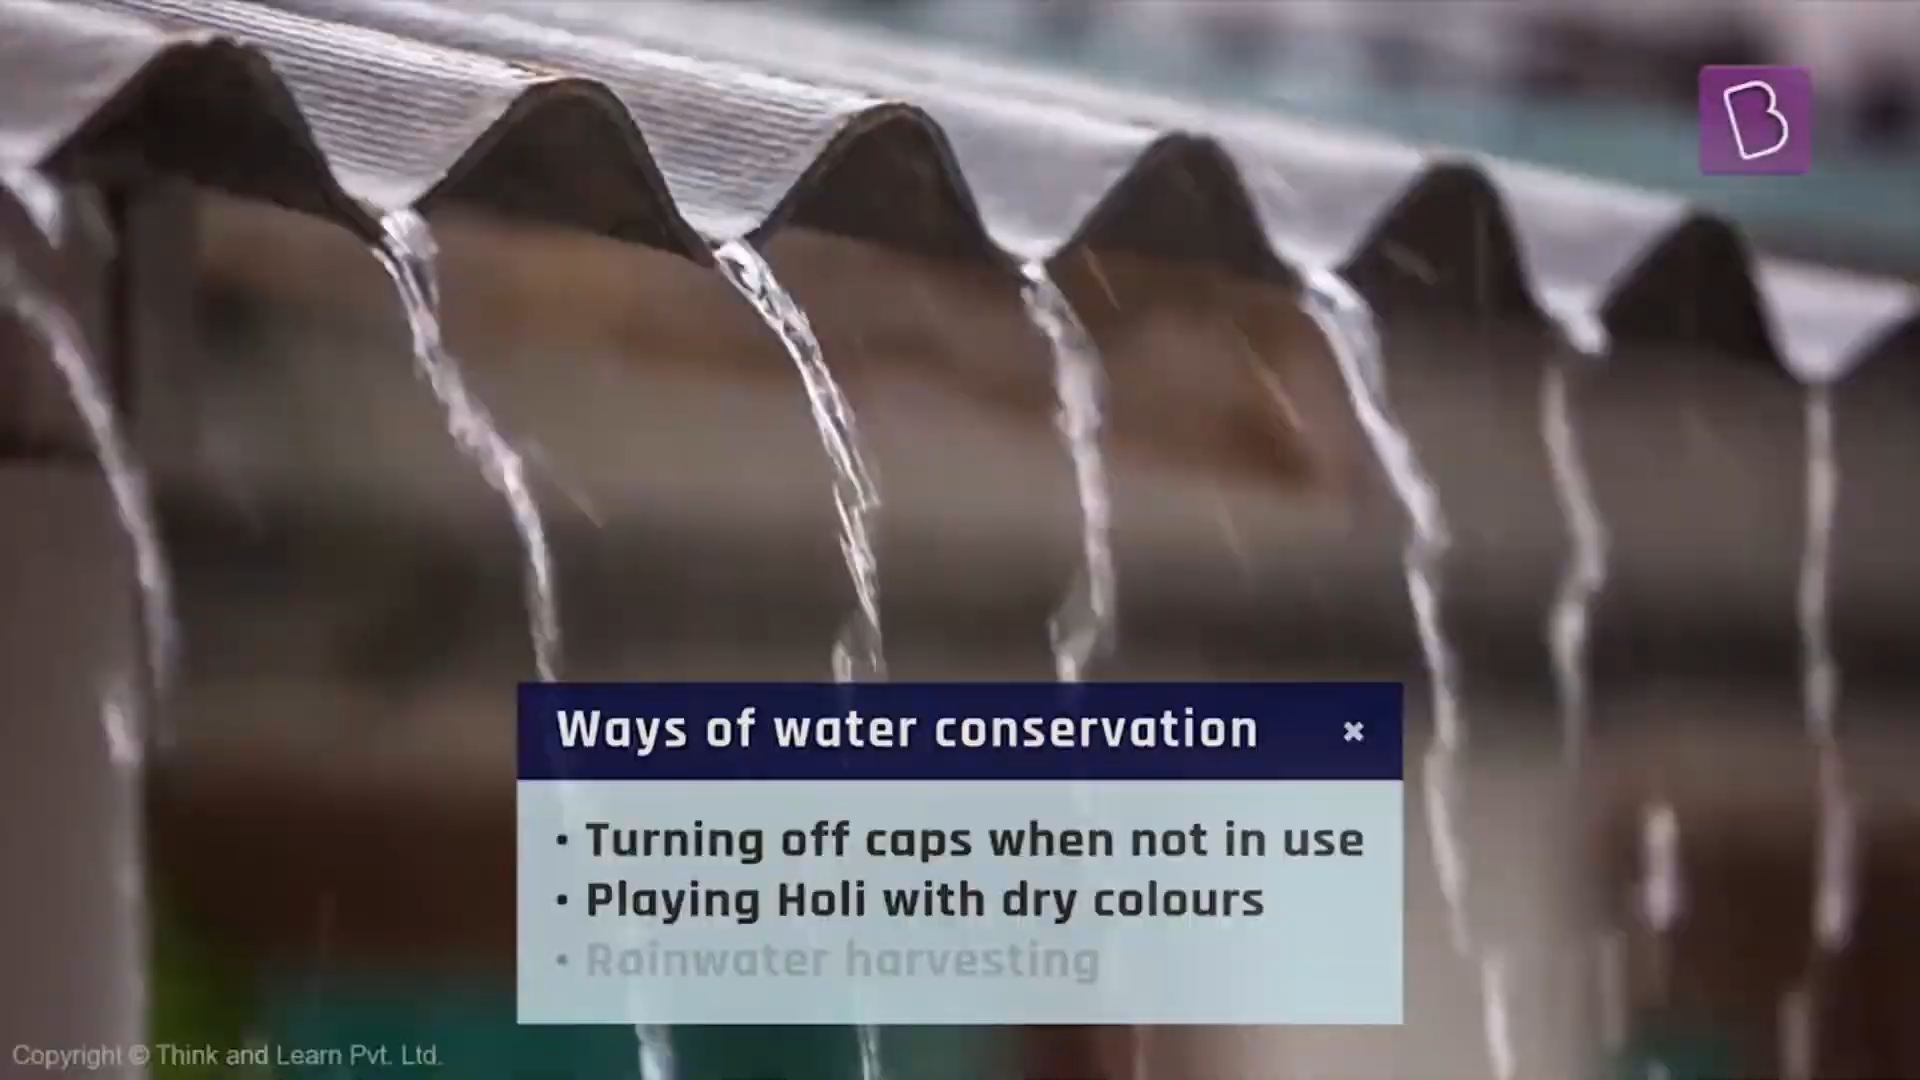 B
Ways of water conservation ×
• Turning off caps when not in use
• Playing Holi with dry colours
• Rainwater harvesting
Copyright © Think and Learn Pvt. Ltd.